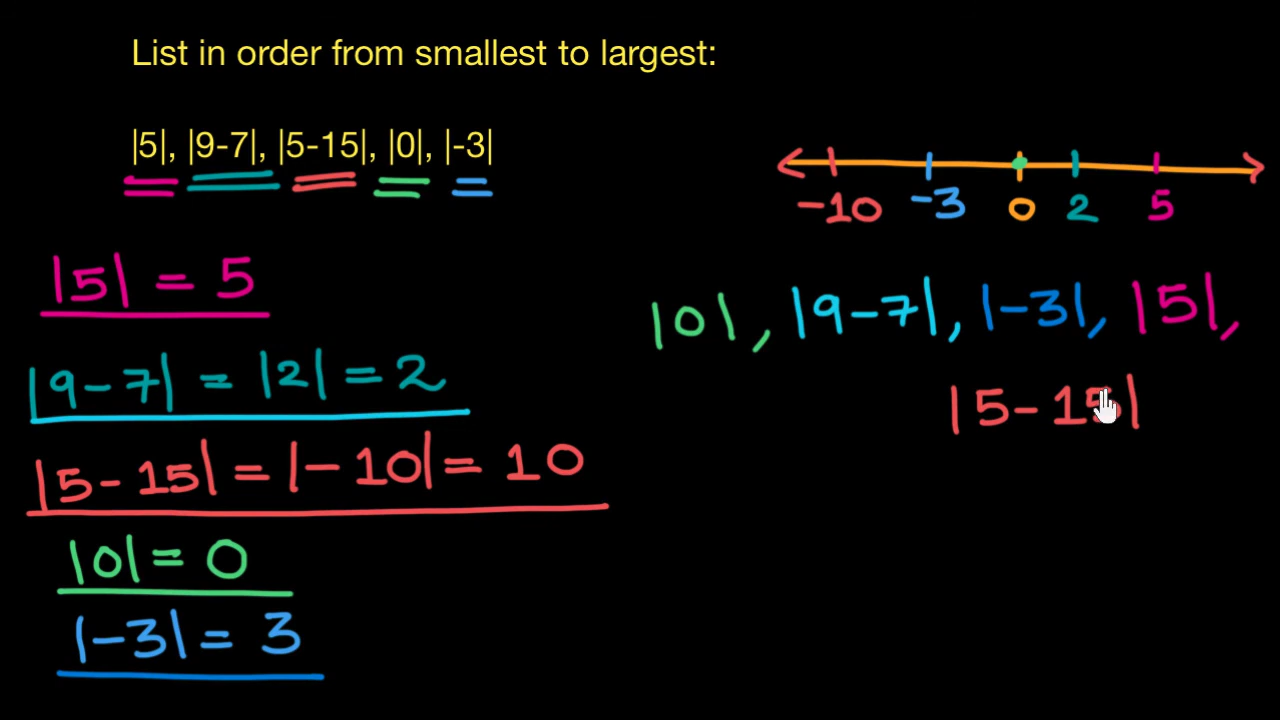 List in order from smallest to largest:
|5|, |9-7|, |5-15|, |0|, |-3|
-10 -3 0 2 5
|5| = 5
|9-7| = |2| = 2
|5-15| = |-10| = 10
|0| = 0
|-3| = 3
|0|, |9-7|, |-3|, |5|,
|5-15|